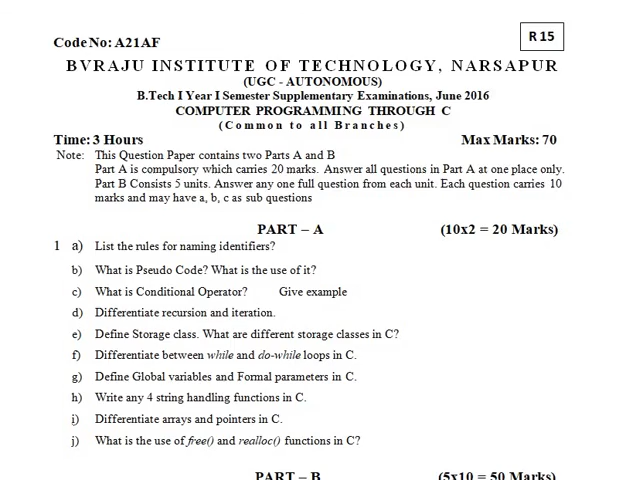 R 15
Code No: A21AF
BVRAJU INSTITUTE OF TECHNOLOGY, NARSAPUR
(UGC - AUTONOMOUS)
B.Tech I Year I Semester Supplementary Examinations, June 2016
COMPUTER PROGRAMMING THROUGH C
(Common to all Branches)
Time: 3 Hours Max Marks: 70
Note: This Question Paper contains two Parts A and B
Part A is compulsory which carries 20 marks. Answer all questions in Part A at one place only.
Part B Consists 5 units. Answer any one full question from each unit. Each question carries 10
marks and may have a, b, c as sub questions
PART – A (10x2 = 20 Marks)
1 a) List the rules for naming identifiers?
b) What is Pseudo Code? What is the use of it?
c) What is Conditional Operator? Give example
d) Differentiate recursion and iteration.
e) Define Storage class. What are different storage classes in C?
f) Differentiate between while and do-while loops in C.
g) Define Global variables and Formal parameters in C.
h) Write any 4 string handling functions in C.
i) Differentiate arrays and pointers in C.
j) What is the use of free() and realloc() functions in C?
PART – B (5x10 = 50 Marks)